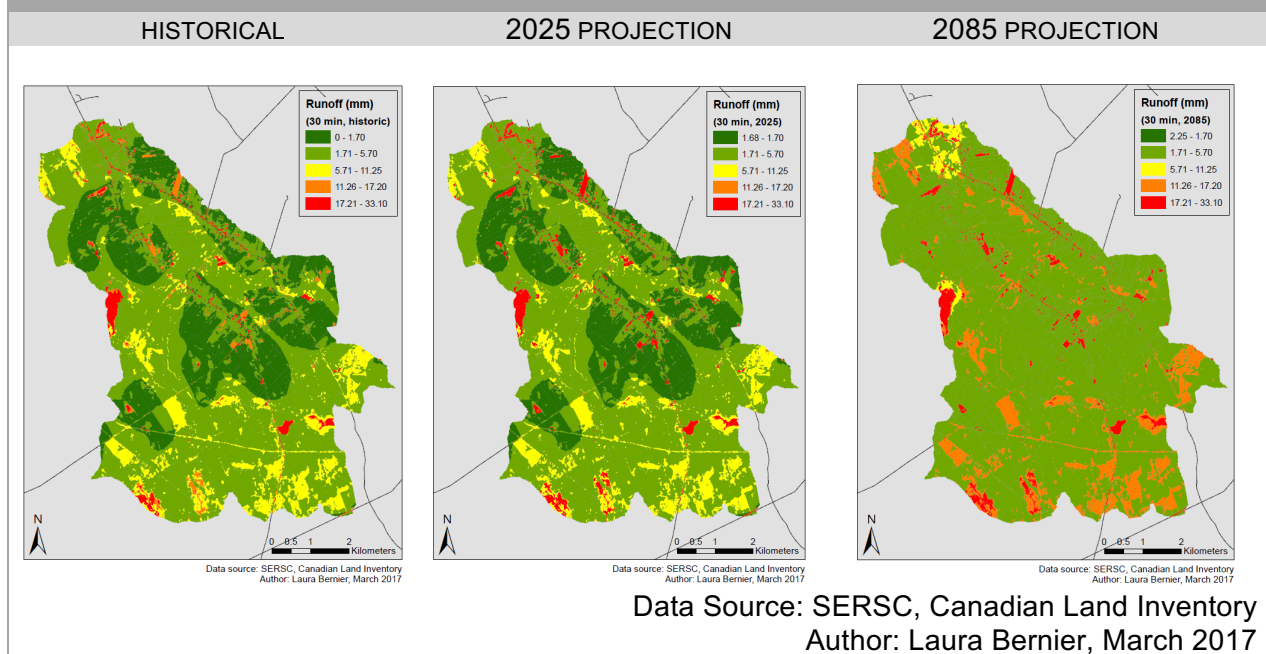 HISTORICAL
2025 PROJECTION
2085 PROJECTION
Runoff (mm)
(30 min, historic)
0 - 1.70
1.71 - 5.70
5.71 - 11.25
11.26 - 17.20
17.21 - 33.10
N
0 0.5 1 2
Kilometers
Data source: SERSC, Canadian Land Inventory
Author: Laura Bernier, March 2017
Runoff (mm)
(30 min, 2025)
1.68 - 1.70
1.71 - 5.70
5.71 - 11.25
11.26 - 17.20
17.21 - 33.10
N
0 0.5 1 2
Kilometers
Data source: SERSC, Canadian Land Inventory
Author: Laura Bernier, March 2017
Runoff (mm)
(30 min, 2085)
2.25 - 1.70
1.71 - 5.70
5.71 - 11.25
11.26 - 17.20
17.21 - 33.10
N
0 0.5 1 2
Kilometers
Data source: SERSC, Canadian Land Inventory
Author: Laura Bernier, March 2017
Data Source: SERSC, Canadian Land Inventory
Author: Laura Bernier, March 2017